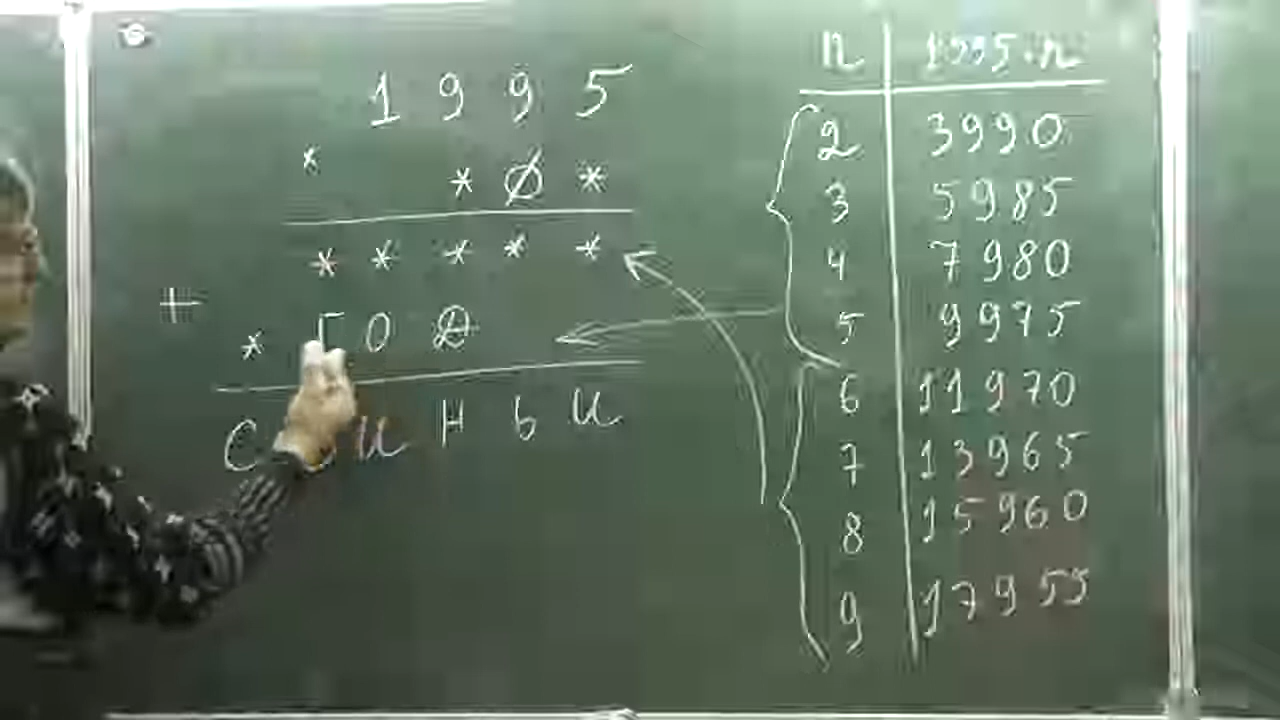 1 9 9 5
* * Ø *
* * * * *
+
* Г О Д
С И Н Ь И
n 1995·n
2 3990
3 5985
4 7980
5 9975
6 11970
7 13965
8 15960
9 17955